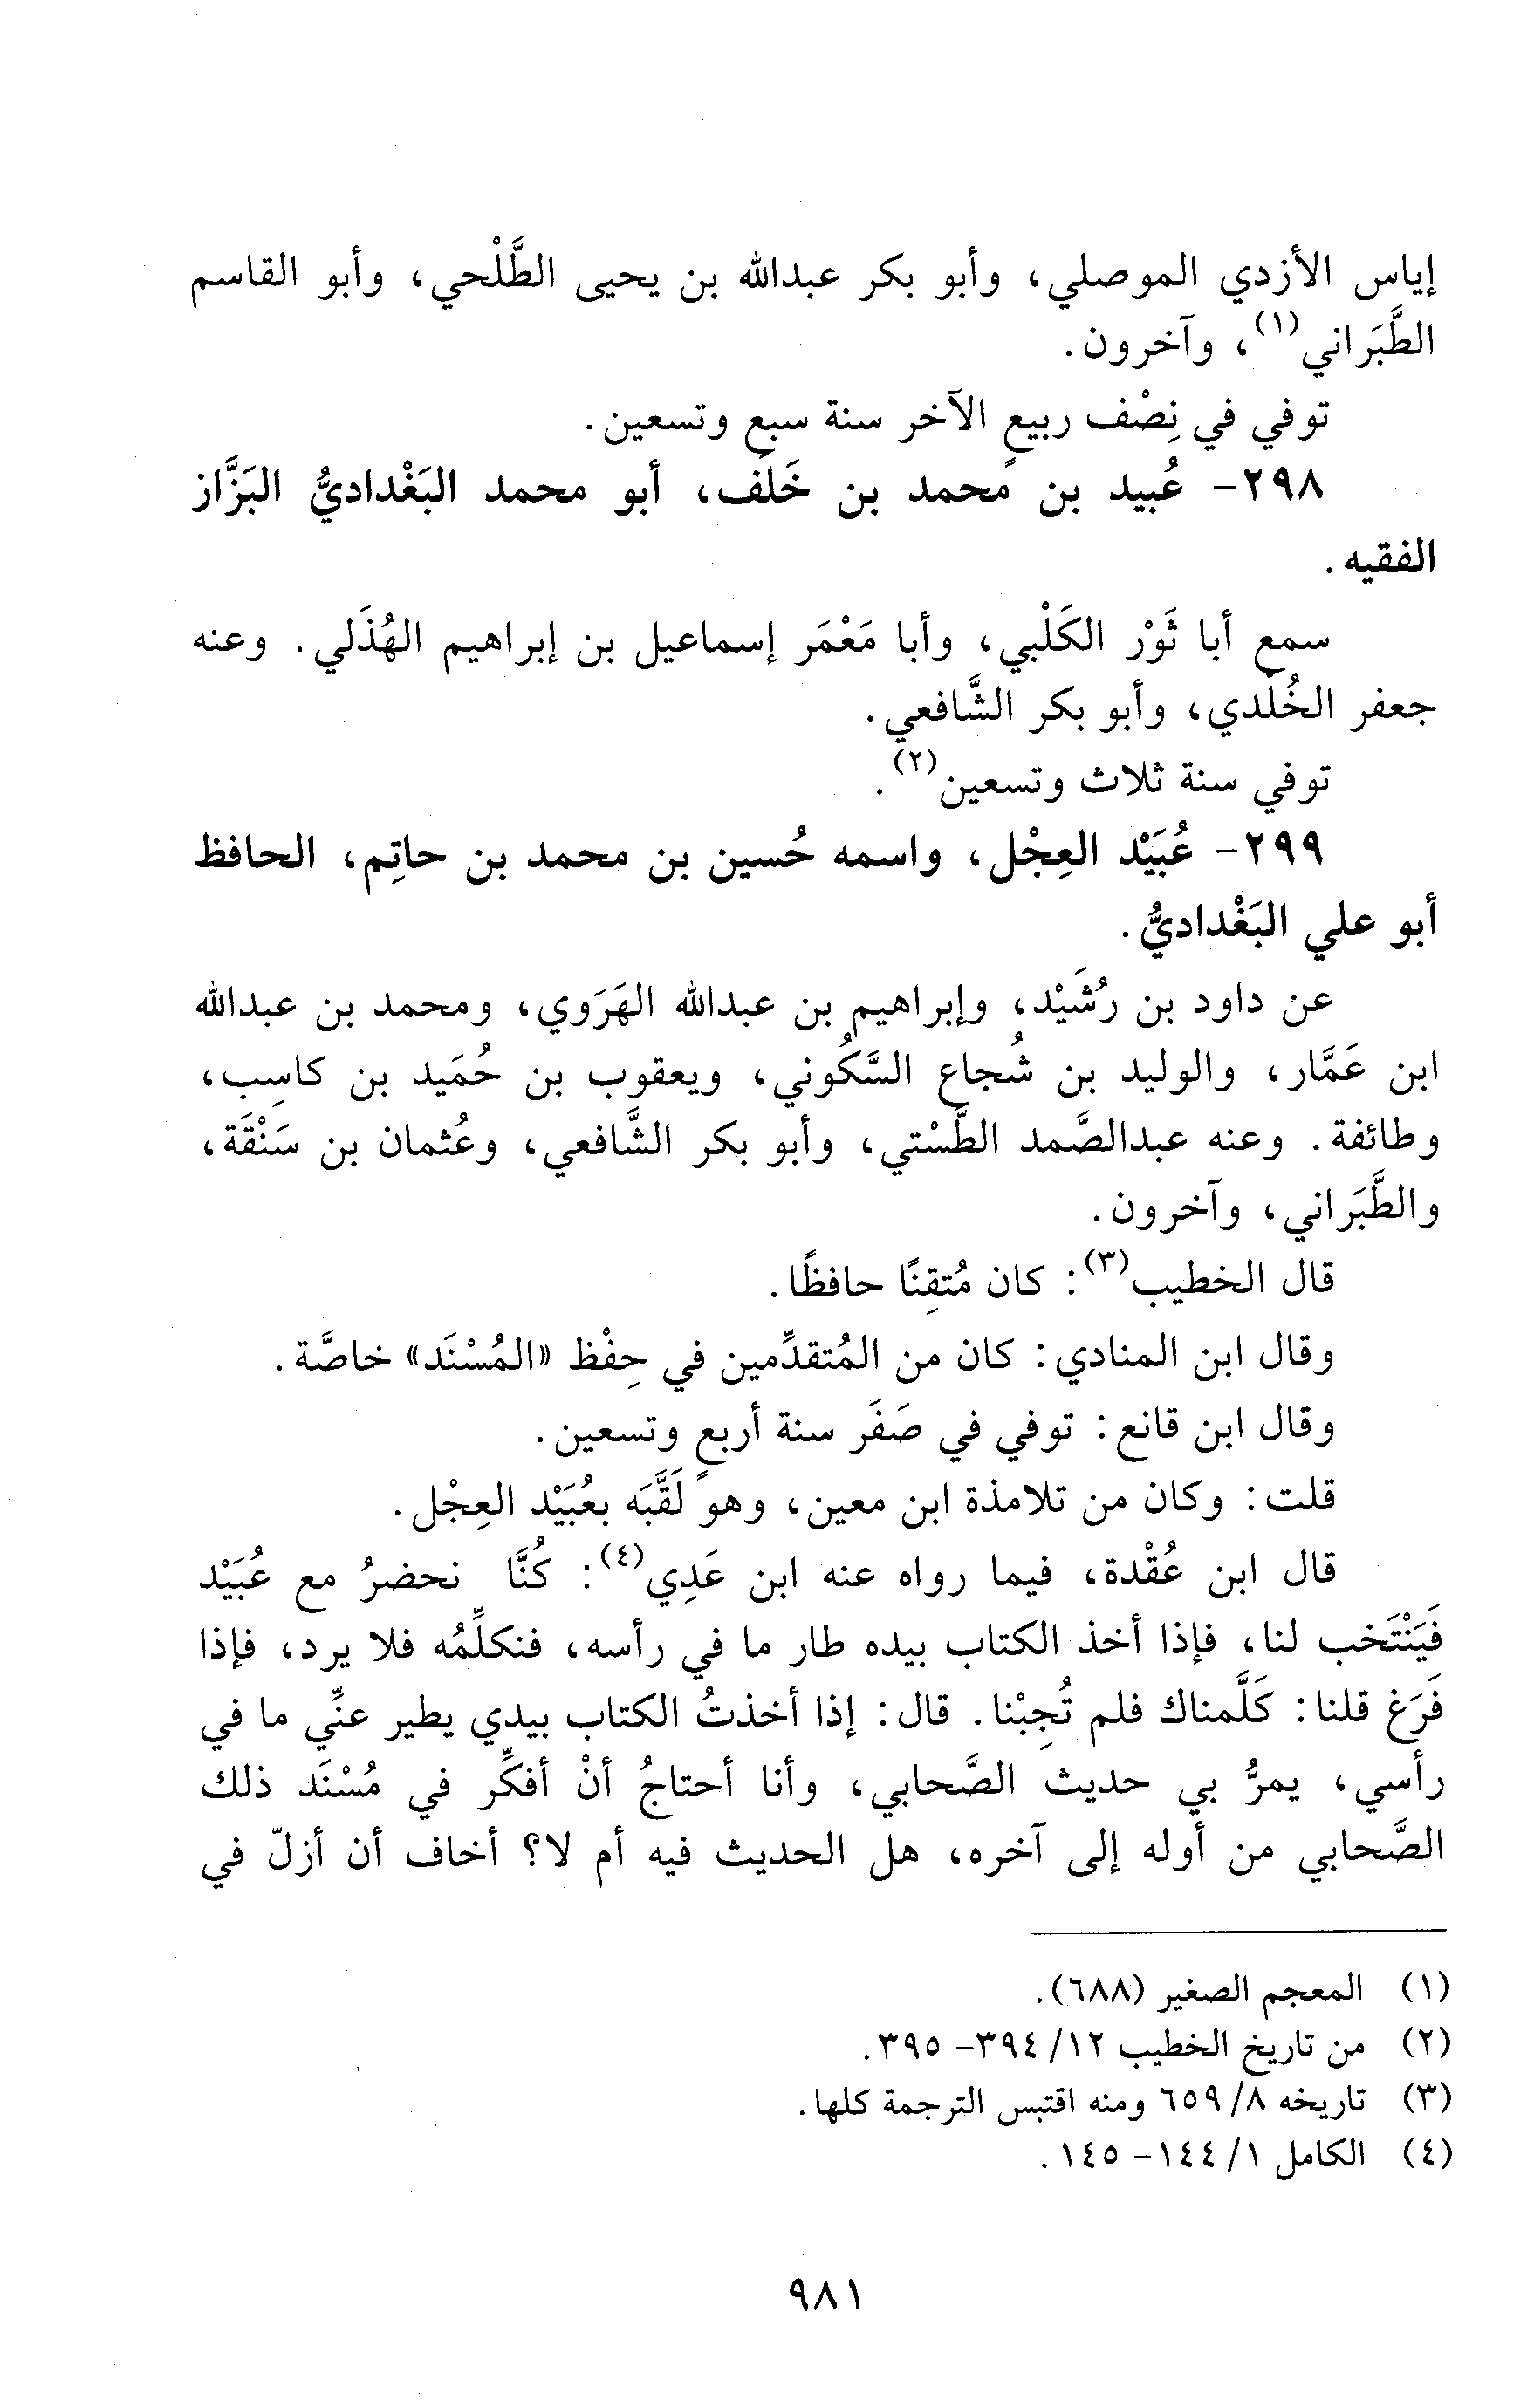 إياس الأزدي الموصلي، وأبو بكر عبدالله بن يحيى الطَّلْحي، وأبو القاسم
الطَّبَراني(١)، وآخرون.
توفي في نِصْف ربيعٍ الآخر سنة سبع وتسعين.
٢٩٨- عُبيد بن محمد بن خَلَف، أبو محمد البَغْداديُّ البَزَّاز
الفقيه.
سمع أبا ثَوْر الكَلْبي، وأبا مَعْمَر إسماعيل بن إبراهيم الهُذَلي. وعنه
جعفر الخُلْدي، وأبو بكر الشَّافعي.
توفي سنة ثلاث وتسعين(٢).
٢٩٩- عُبَيْد العِجْل، واسمه حُسين بن محمد بن حاتِم، الحافظ
أبو علي البَغْداديُّ.
عن داود بن رُشَيْد، وإبراهيم بن عبدالله الهَرَوي، ومحمد بن عبدالله
ابن عَمَّار، والوليد بن شُجاع السَّكُوني، ويعقوب بن حُمَيد بن كاسِب،
وطائفة. وعنه عبدالصَّمد الطَّسْتي، وأبو بكر الشَّافعي، وعُثمان بن سَنْقَة،
والطَّبَراني، وآخرون.
قال الخطيب(٣): كان مُتقِنًا حافظًا.
وقال ابن المنادي: كان من المُتقدِّمين في حِفْظ «المُسْنَد» خاصَّة.
وقال ابن قانع: توفي في صَفَر سنة أربعٍ وتسعين.
قلت: وكان من تلامذة ابن معين، وهو لَقَّبَه بعُبَيْد العِجْل.
قال ابن عُقْدة، فيما رواه عنه ابن عَدِي(٤): كُنَّا نحضرُ مع عُبَيْد
فَيَنْتَخب لنا، فإذا أخذ الكتاب بيده طار ما في رأسه، فنكلِّمُه فلا يرد، فإذا
فَرَغ قلنا: كَلَّمناك فلم تُجِبْنا. قال: إذا أخذتُ الكتاب بيدي يطير عنِّي ما في
رأسي، يمرُّ بي حديث الصَّحابي، وأنا أحتاجُ أنْ أفكِّر في مُسْنَد ذلك
الصَّحابي من أوله إلى آخره، هل الحديث فيه أم لا؟ أخاف أن أزلّ في
(١) المعجم الصغير (٦٨٨).
(٢) من تاريخ الخطيب ١٢/ ٣٩٤- ٣٩٥.
(٣) تاريخه ٨/ ٦٥٩ ومنه اقتبس الترجمة كلها.
(٤) الكامل ١/ ١٤٤- ١٤٥.
٩٨١